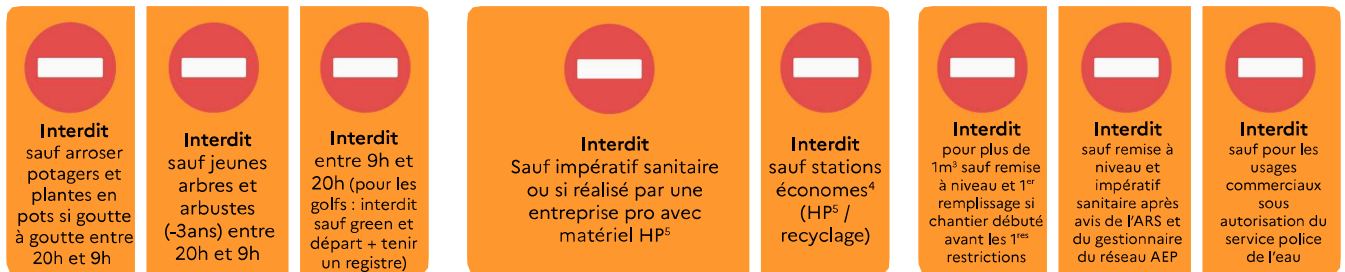 Interdit
sauf arroser
potagers et
plantes en
pots si goutte
à goutte entre
20h et 9h
Interdit
sauf jeunes
arbres et
arbustes
(-3ans) entre
20h et 9h
Interdit
entre 9h et
20h (pour les
golfs : interdit
sauf green et
départ + tenir
un registre)
Interdit
Sauf impératif sanitaire
ou si réalisé par une
entreprise pro avec
matériel HP⁵
Interdit
sauf stations
économes⁴
(HP⁵ /
recyclage)
Interdit
pour plus de
1m³ sauf remise
à niveau et 1ᵉʳ
remplissage si
chantier débuté
avant les 1ʳᵉˢ
restrictions
Interdit
sauf remise à
niveau et
impératif
sanitaire après
avis de l’ARS et
du gestionnaire
du réseau AEP
Interdit
sauf pour les
usages
commerciaux
sous
autorisation du
service police
de l’eau